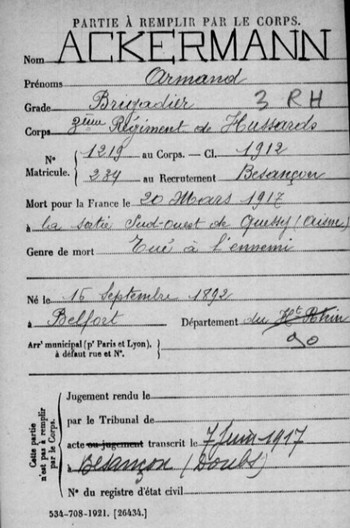 PARTIE À REMPLIR PAR LE CORPS.
Nom ACKERMANN
Prénoms Armand
Grade Brigadier 3 RH
Corps 3ème Régiment de Hussards
N° 1219 au Corps. — Cl. 1912
Matricule. 284 au Recrutement Besançon
Mort pour la France le 20 Mars 1917
à la sortie Sud-ouest de Quessy (Aisne)
Genre de mort Tué à l'ennemi
Né le 15 Septembre 1892
à Belfort Département du Ht Rhin
90
Arrt municipal (pr Paris et Lyon),
à défaut rue et N°.
Cette partie
n'est pas à remplir
par le Corps.
Jugement rendu le
par le Tribunal de
acte ou jugement transcrit le 7 Juin 1917
à Besançon (Doubs)
N° du registre d'état civil
534-708-1921. [26434.]